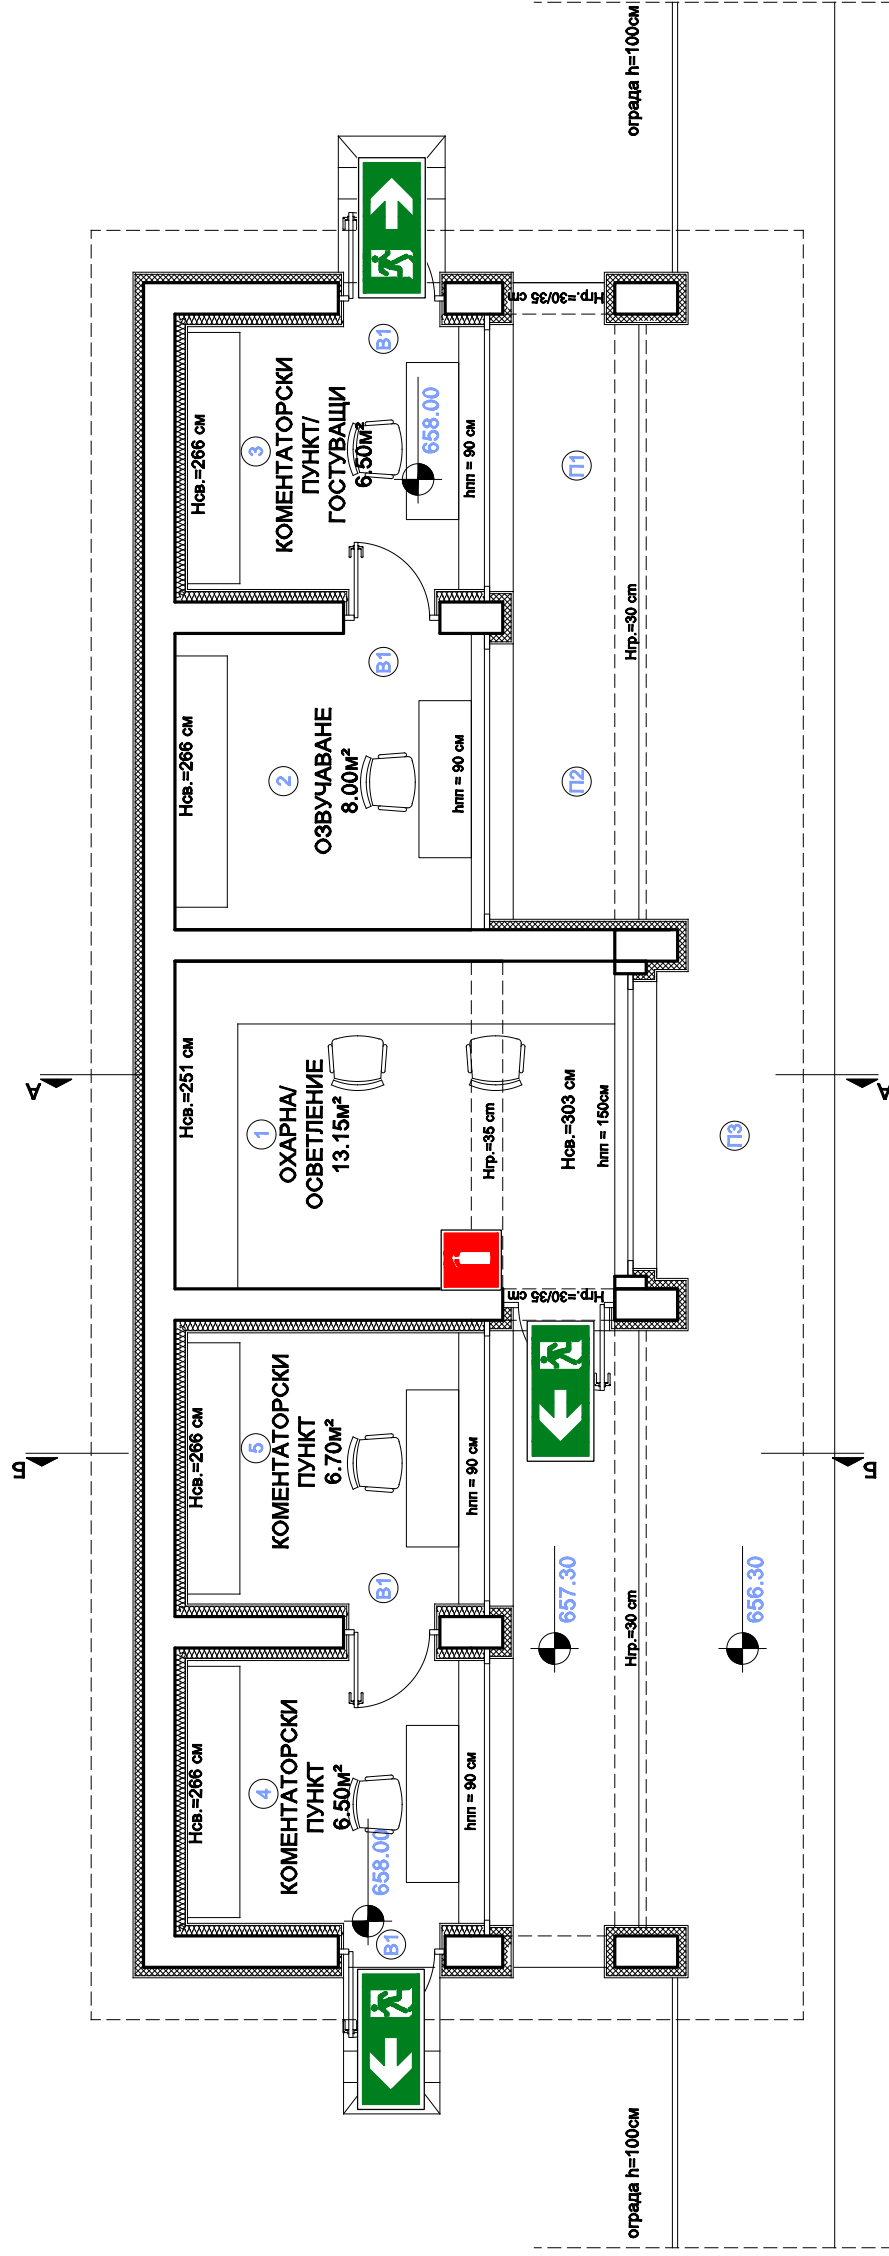 ограда h=100см
3
КОМЕНТАТОРСКИ
ПУНКТ/
ГОСТУВАЩИ
6.50м²
Нсв.=266 см
658.00
hпп = 90 см
В1
Нгр.=30/35 cm
П1
Нгр.=30 cm
2
ОЗВУЧАВАНЕ
8.00м²
Нсв.=266 см
hпп = 90 см
В1
П2
1
ОХАРНА/
ОСВЕТЛЕНИЕ
13.15м²
Нсв.=251 см
Нгр.=35 cm
Нсв.=303 см
hпп = 150см
П3
А
А
Нгр.=30/35 cm
5
КОМЕНТАТОРСКИ
ПУНКТ
6.70м²
Нсв.=266 см
hпп = 90 см
В1
Б
Б
657.30
656.30
Нгр.=30 cm
4
КОМЕНТАТОРСКИ
ПУНКТ
6.50м²
Нсв.=266 см
658.00
hпп = 90 см
В1
ограда h=100см